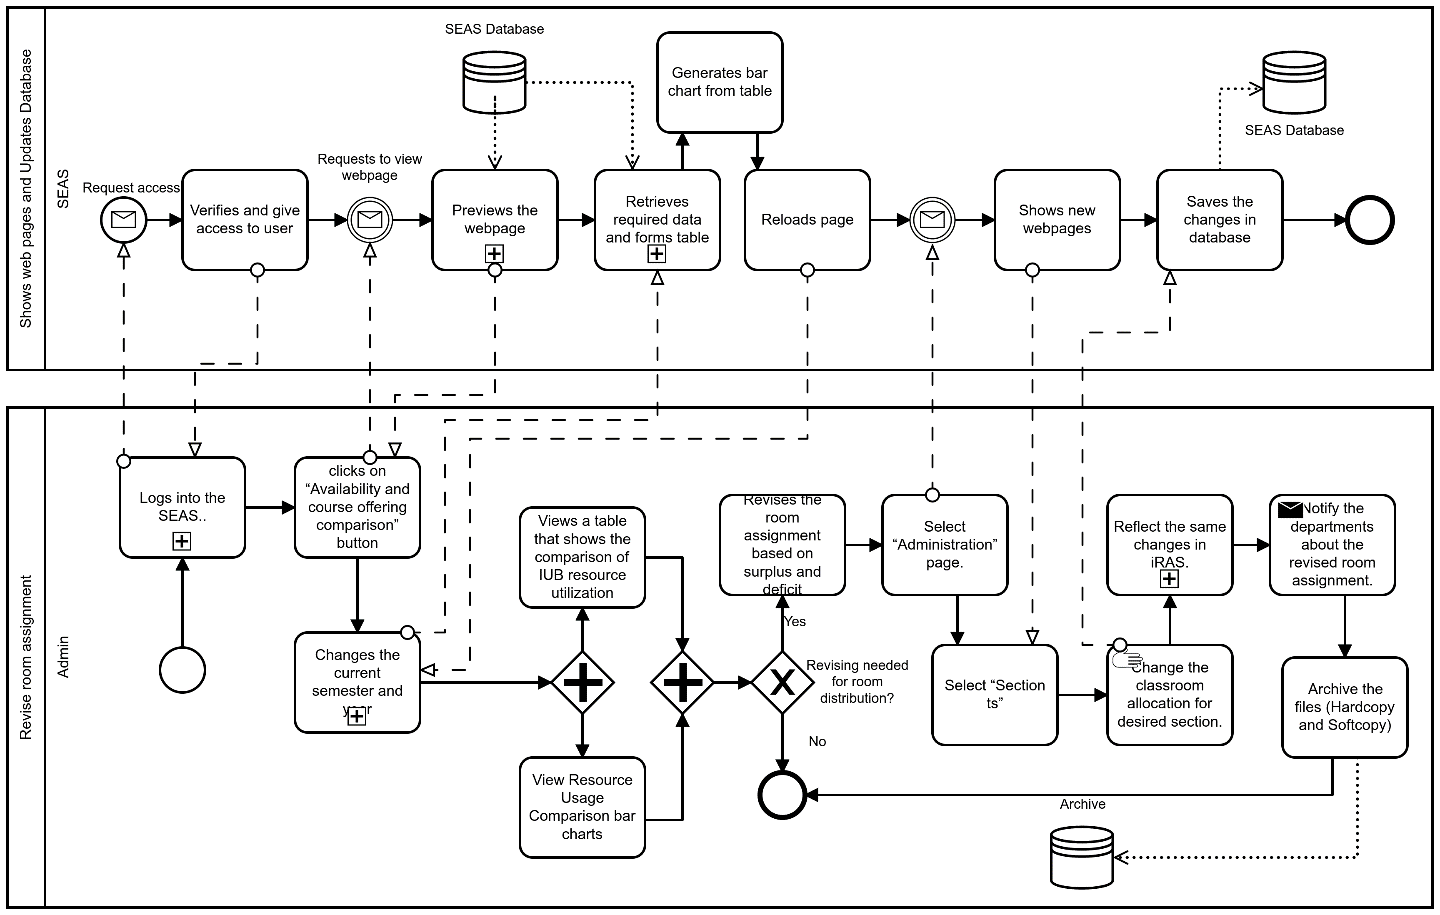 Shows web pages and Updates Database
SEAS
SEAS Database
Generates bar
chart from table
SEAS Database
Request access
Requests to view
webpage
Verifies and give
access to user
Previews the
webpage
Retrieves
required data
and forms table
Reloads page
Shows new
webpages
Saves the
changes in
database
Revise room assignment
Admin
Logs into the
SEAS..
clicks on
“Availability and
course offering
comparison”
button
Changes the
current
semester and
Views a table
that shows the
comparison of
IUB resource
utilization
View Resource
Usage
Comparison bar
charts
Revises the
room
assignment
based on
surplus and
deficit
Yes
Revising needed
for room
distribution?
No
Select
“Administration”
page.
Select “Section
ts”
Reflect the same
changes in
iRAS.
Change the
classroom
allocation for
desired section.
Notify the
departments
about the
revised room
assignment.
Archive the
files (Hardcopy
and Softcopy)
Archive